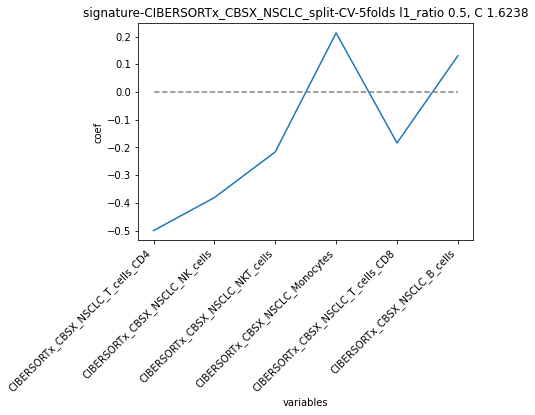 signature-CIBERSORTx_CBSX_NSCLC_split-CV-5folds l1_ratio 0.5, C 1.6238
0.2
0.1
0.0
−0.1
−0.2
−0.3
−0.4
−0.5
coef
CIBERSORTx_CBSX_NSCLC_T_cells_CD4
CIBERSORTx_CBSX_NSCLC_NK_cells
CIBERSORTx_CBSX_NSCLC_NKT_cells
CIBERSORTx_CBSX_NSCLC_Monocytes
CIBERSORTx_CBSX_NSCLC_T_cells_CD8
CIBERSORTx_CBSX_NSCLC_B_cells
variables